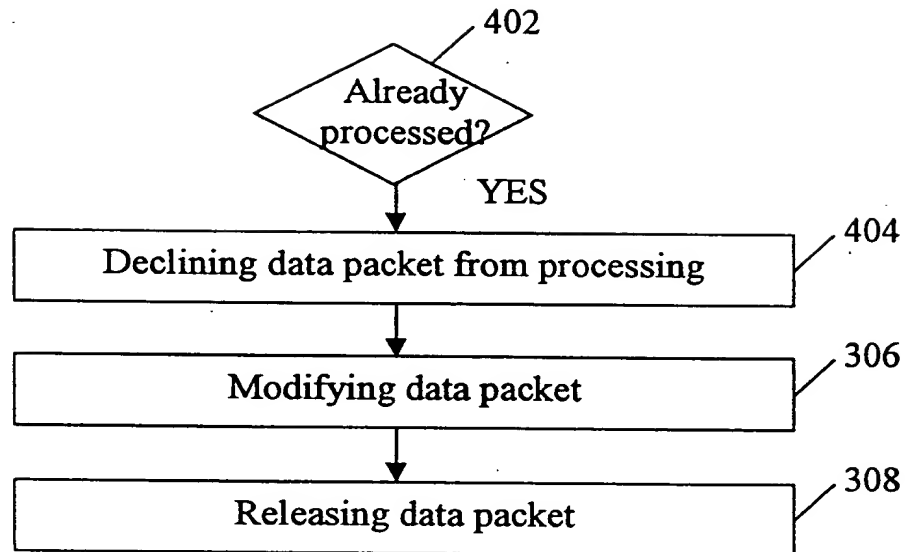 402
Already
processed?
YES
404
Declining data packet from processing
306
Modifying data packet
308
Releasing data packet